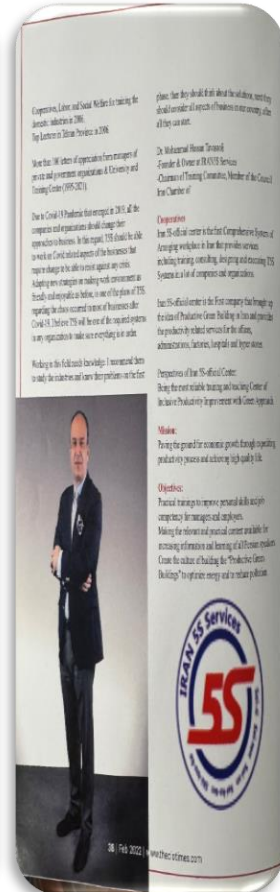 Cooperatives, Labor, and Social Welfare for training the
domestic industries in 2006.
Top Lecturer in Tehran Province in 2006.
More than 100 letters of appreciation from managers of
private and government organizations & University and
Training Center (1995-2021).
Due to Covid-19 Pandemic that emerged in 2019, all the
companies and organizations should change their
approaches to business. In this regard, TSS should be able
to work on Covid related aspects of the businesses that
require change to be able to exist against any crisis.
Adapting new strategies on making work environment as
friendly and enjoyable as before, is one of the plans of TSS,
regarding the chaos occurred to most of businesses after
Covid-19. I believe TSS will be one of the required systems
in any organization to make sure everything is in order.
Working in this field needs knowledge. I recommend them
to study the industries and know their problems on the first
phase, then they should think about the solutions, next they
should consider all aspects of business in our country, after
all they can start.
Dr. Mohammad Hassan
-Founder & Owner at IRAN 5S Services
-Chairman of Training Committee, Member of the Council
Iran Chamber of
Cooperatives
Iran 5S-official center is the first Comprehensive System of
Arranging workplace in Iran that provides services
including training, consulting, designing and executing TSS
Systems in a lot of companies and organizations.
Iran 5S-official center is the First company that brought up
the idea of Productive Green Building in Iran and provides
the productivity related services for the offices,
administrations, factories, hospitals and hyper stores.
Perspectives of Iran 5S-official Center:
Being the most reliable training and teaching Center of
Inclusive Productivity Improvement with Green Approach
Mission:
Paving the ground for economic growth through expediting
productivity process and achieving high quality life.
Objectives:
Practical trainings to improve personal skills and job
competency for managers and employees.
Making the relevant and practical content available for
increasing information and learning of all Persian speakers
Create the culture of building the "Productive Green
Buildings" to optimize energy and to reduce pollution.
IRAN 5S Services
5S
38 | Feb 2022 | www.theciotimes.com